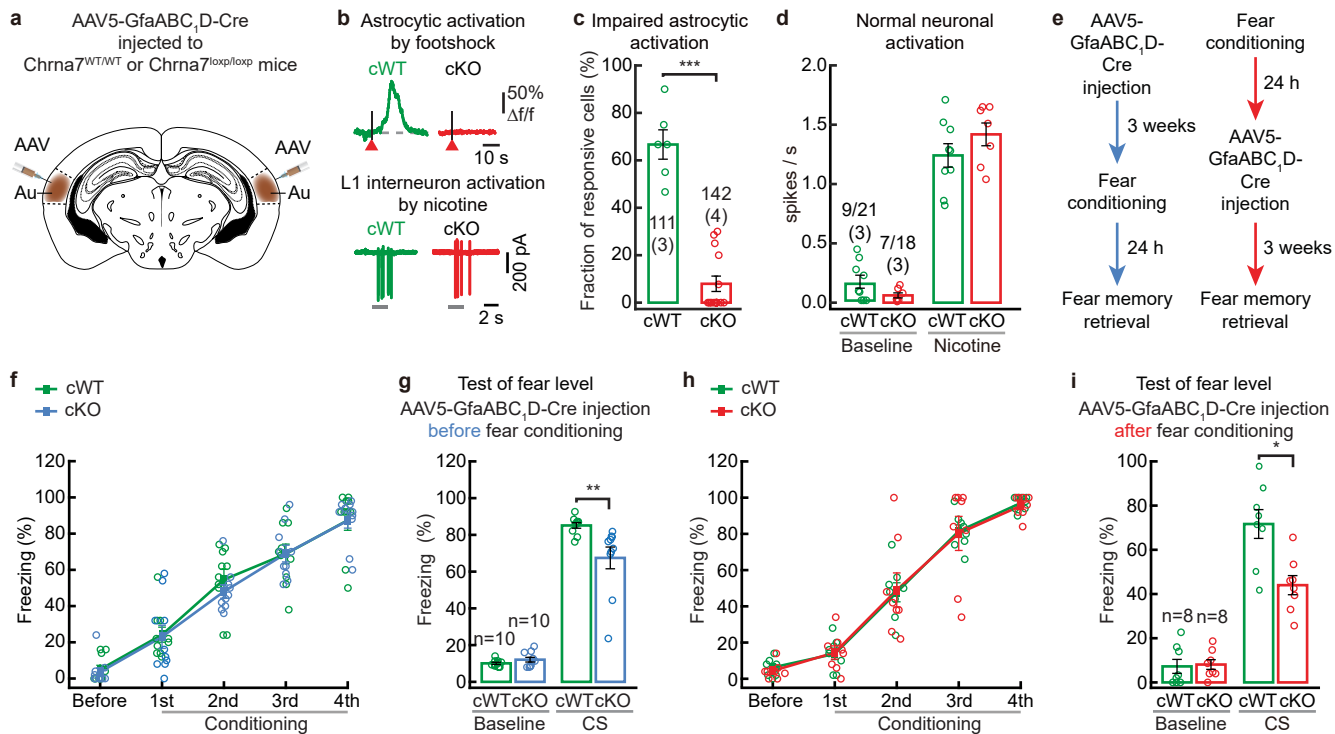 a
AAV5-GfaABC₁D-Cre
injected to
Chrna7^WT/WT or Chrna7^loxp/loxp mice
AAV
AAV
Au
Au
b
Astrocytic activation
by footshock
cWT
cKO
50%
Δf/f
10 s
L1 interneuron activation
by nicotine
cWT
cKO
200 pA
2 s
c
Impaired astrocytic
activation
Fraction of responsive cells (%)
100
80
60
40
20
0
***
111
(3)
142
(4)
cWT
cKO
d
Normal neuronal
activation
spikes / s
2.0
1.5
1.0
0.5
0.0
9/21
(3)
7/18
(3)
cWT cKO
cWT cKO
Baseline
Nicotine
e
AAV5-
GfaABC₁D-
Cre
injection
3 weeks
Fear
conditioning
24 h
Fear memory
retrieval
Fear
conditioning
24 h
AAV5-
GfaABC₁D-
Cre
injection
3 weeks
Fear memory
retrieval
f
cWT
cKO
Freezing (%)
120
100
80
60
40
20
0
Before
1st
2nd
3rd
4th
Conditioning
g
Test of fear level
AAV5-GfaABC₁D-Cre injection
before fear conditioning
Freezing (%)
120
100
80
60
40
20
0
**
n=10
n=10
cWT cKO
cWT cKO
Baseline
CS
h
cWT
cKO
Freezing (%)
120
100
80
60
40
20
0
Before
1st
2nd
3rd
4th
Conditioning
i
Test of fear level
AAV5-GfaABC₁D-Cre injection
after fear conditioning
Freezing (%)
100
80
60
40
20
0
*
n=8
n=8
cWT cKO
cWT cKO
Baseline
CS